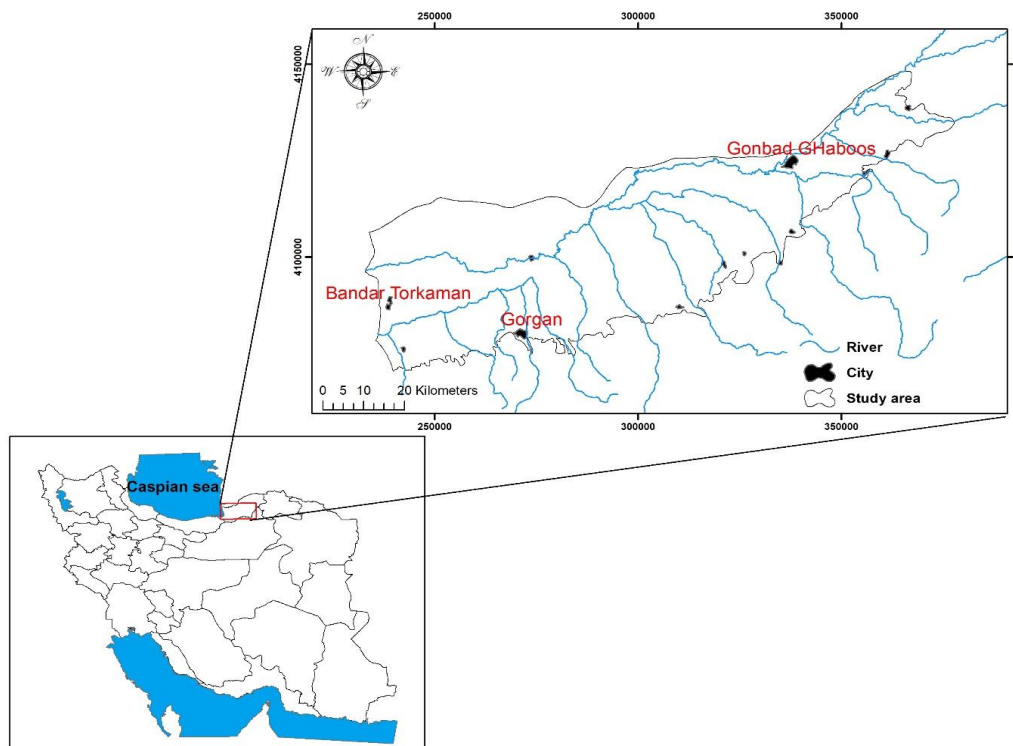 250000 300000 350000
N
W E
S
4150000
Gonbad GHaboos
4100000
Bandar Torkaman
Gorgan
River
City
Study area
0 5 10 20 Kilometers
250000 300000 350000
Caspian sea